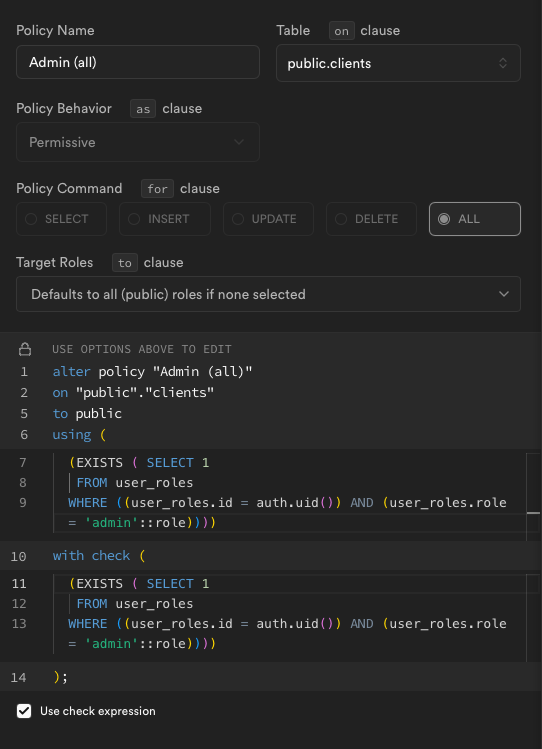 Policy Name
Table on clause
Admin (all)
public.clients
Policy Behavior as clause
Permissive
Policy Command for clause
SELECT INSERT UPDATE DELETE ALL
Target Roles to clause
Defaults to all (public) roles if none selected
USE OPTIONS ABOVE TO EDIT
1 alter policy "Admin (all)"
2 on "public"."clients"
5 to public
6 using (
7 (EXISTS ( SELECT 1
8 FROM user_roles
9 WHERE ((user_roles.id = auth.uid()) AND (user_roles.role
= 'admin'::role))))
10 with check (
11 (EXISTS ( SELECT 1
12 FROM user_roles
13 WHERE ((user_roles.id = auth.uid()) AND (user_roles.role
= 'admin'::role))))
14 );
Use check expression